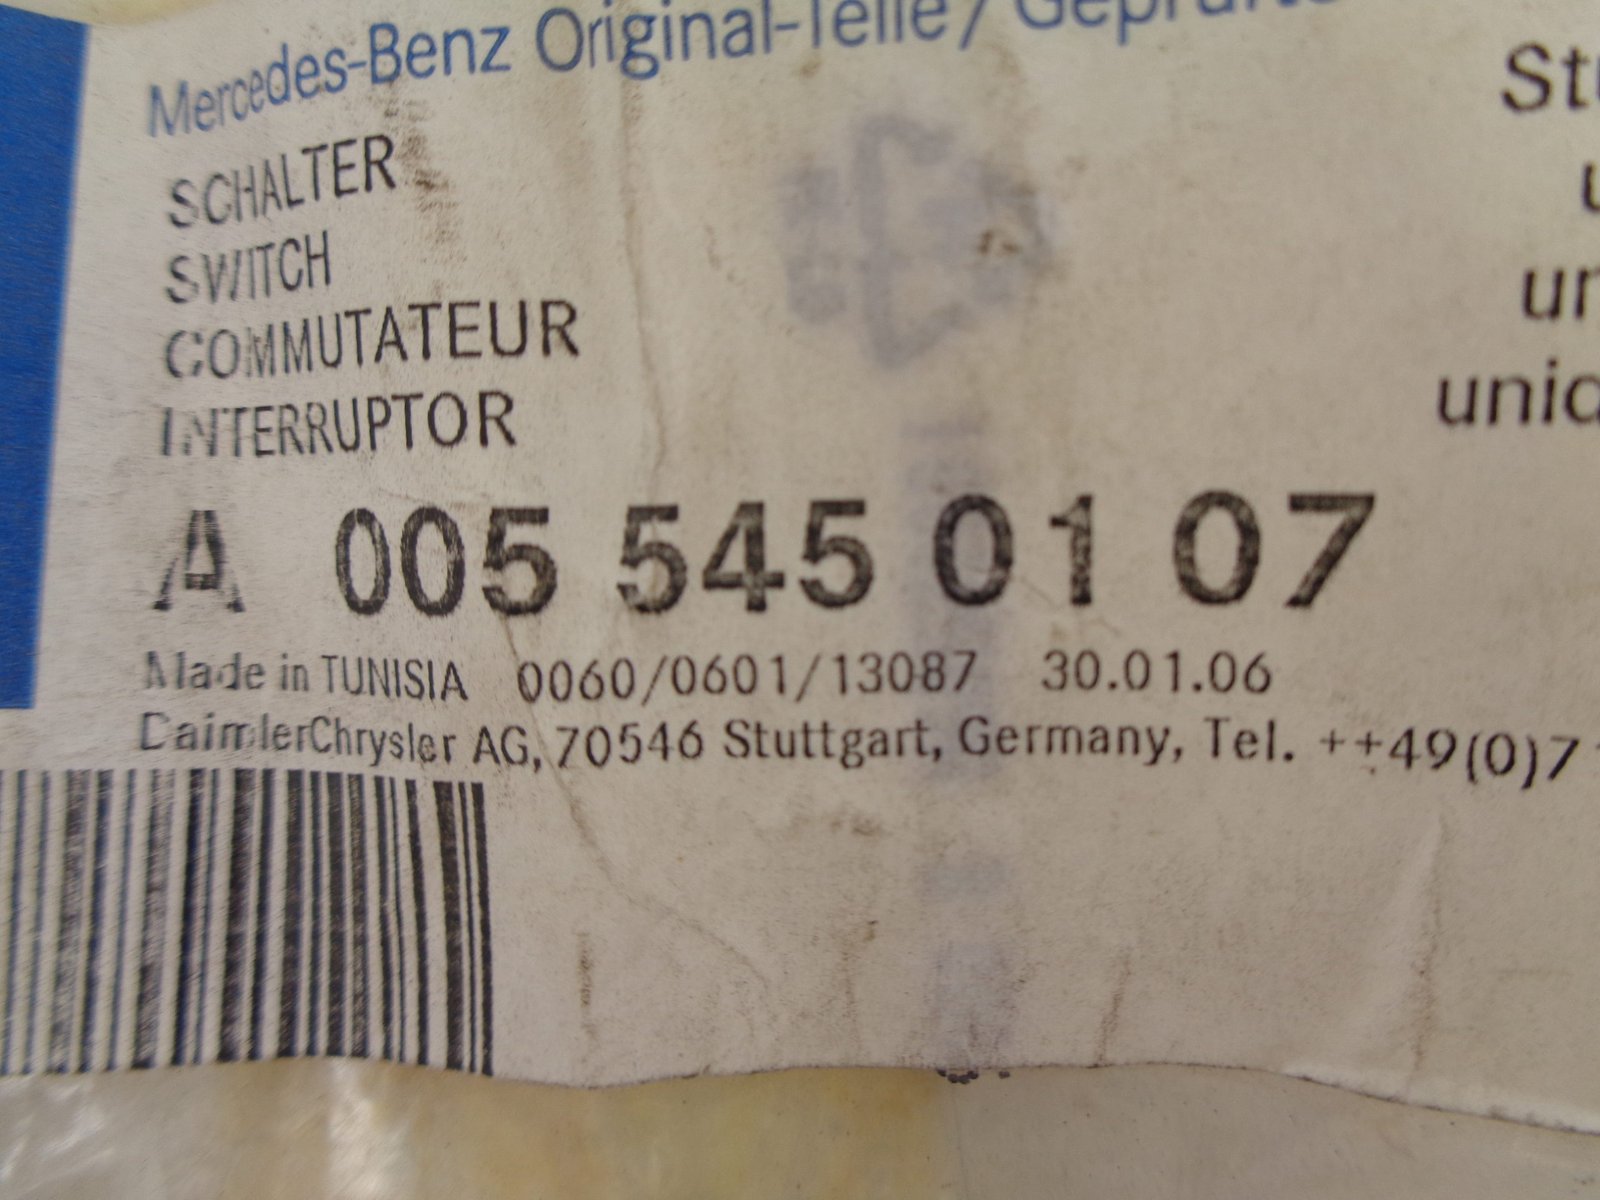 Mercedes-Benz Original-Teile / Geprüfte
SCHALTER
SWITCH
COMMUTATEUR
INTERRUPTOR
A 005 545 01 07
Made in TUNISIA 0060/0601/13087 30.01.06
DaimlerChrysler AG, 70546 Stuttgart, Germany, Tel. ++49(0)7